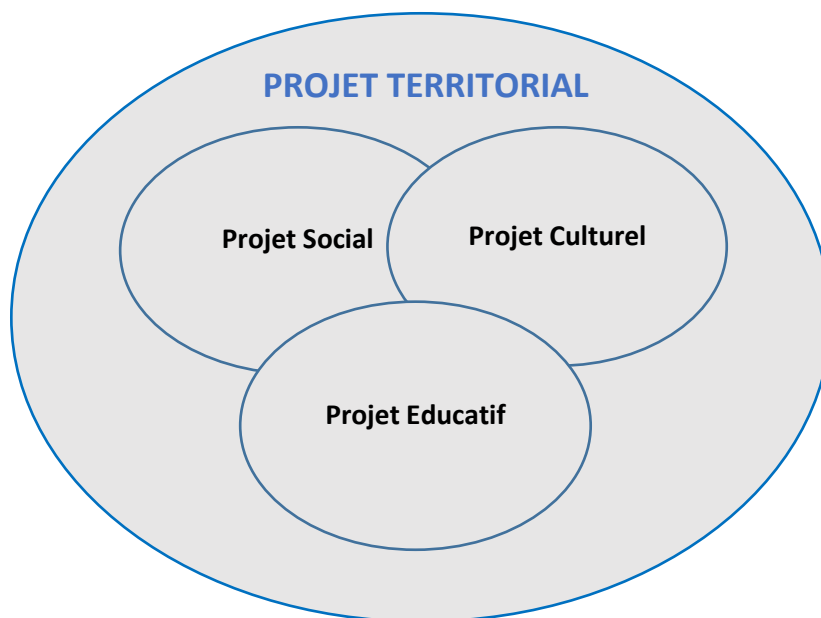 PROJET TERRITORIAL
Projet Social
Projet Culturel
Projet Educatif